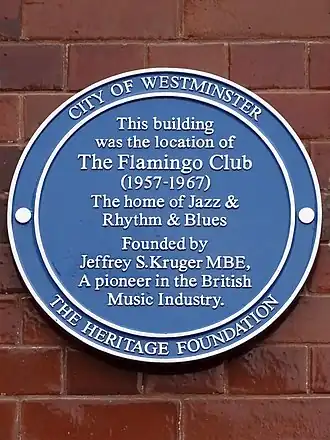 CITY OF WESTMINSTER
This building
was the location of
The Flamingo Club
(1957-1967)
The home of Jazz &
Rhythm & Blues
Founded by
Jeffrey S.Kruger MBE,
A pioneer in the British
Music Industry.
THE HERITAGE FOUNDATION